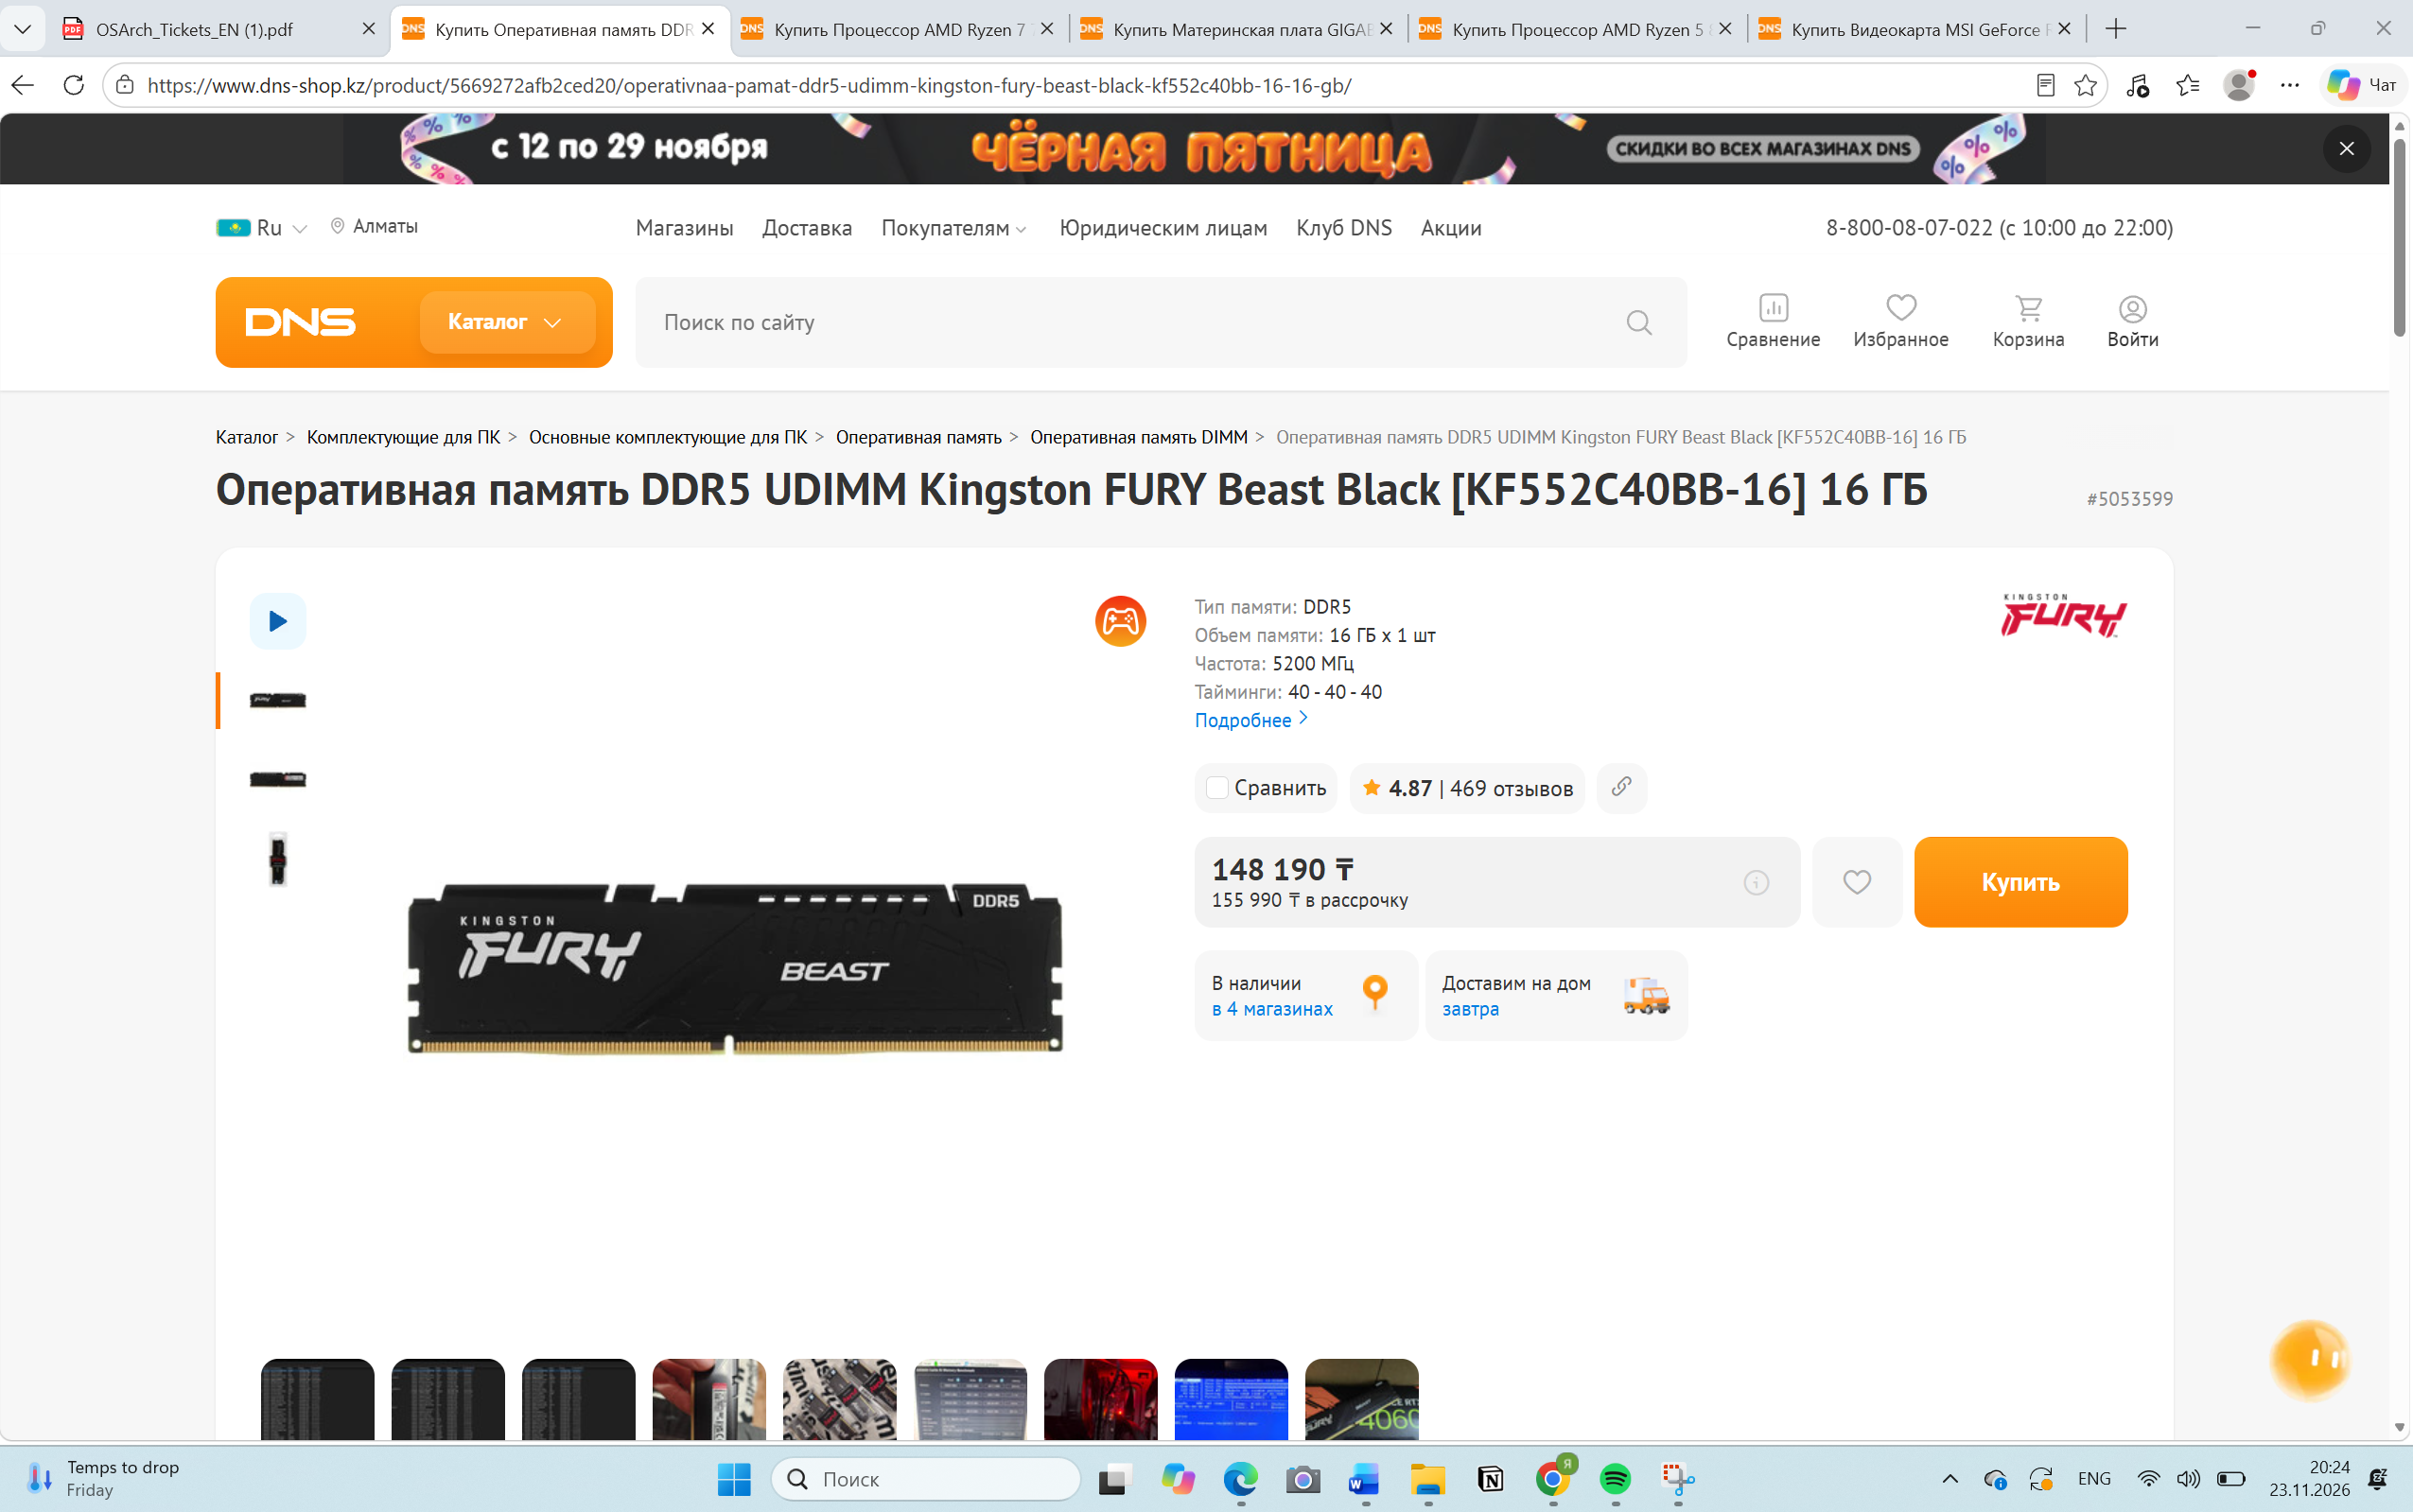 OSArch_Tickets_EN (1).pdf
Купить Оперативная память DDR
Купить Процессор AMD Ryzen 7
Купить Материнская плата GIGAE
Купить Процессор AMD Ryzen 5
Купить Видеокарта MSI GeForce
https://www.dns-shop.kz/product/5669272afb2ced20/operativnaa-pamat-ddr5-udimm-kingston-fury-beast-black-kf552c40bb-16-16-gb/
Чат
с 12 по 29 ноября
ЧЁРНАЯ ПЯТНИЦА
СКИДКИ ВО ВСЕХ МАГАЗИНАХ DNS
Ru
Алматы
Магазины
Доставка
Покупателям
Юридическим лицам
Клуб DNS
Акции
8-800-08-07-022 (с 10:00 до 22:00)
DNS
Каталог
Поиск по сайту
Сравнение
Избранное
Корзина
Войти
Каталог > Комплектующие для ПК > Основные комплектующие для ПК > Оперативная память > Оперативная память DIMM > Оперативная память DDR5 UDIMM Kingston FURY Beast Black [KF552C40BB-16] 16 ГБ
Оперативная память DDR5 UDIMM Kingston FURY Beast Black [KF552C40BB-16] 16 ГБ
#5053599
Тип памяти: DDR5
Объем памяти: 16 ГБ x 1 шт
Частота: 5200 МГц
Тайминги: 40 - 40 - 40
Подробнее
KINGSTON
FURY
Сравнить
4.87 | 469 отзывов
148 190 ₸
155 990 ₸ в рассрочку
Купить
В наличии
в 4 магазинах
Доставим на дом
завтра
KINGSTON
FURY
BEAST
DDR5
FURY
4060
Temps to drop
Friday
Поиск
ENG
20:24
23.11.2026